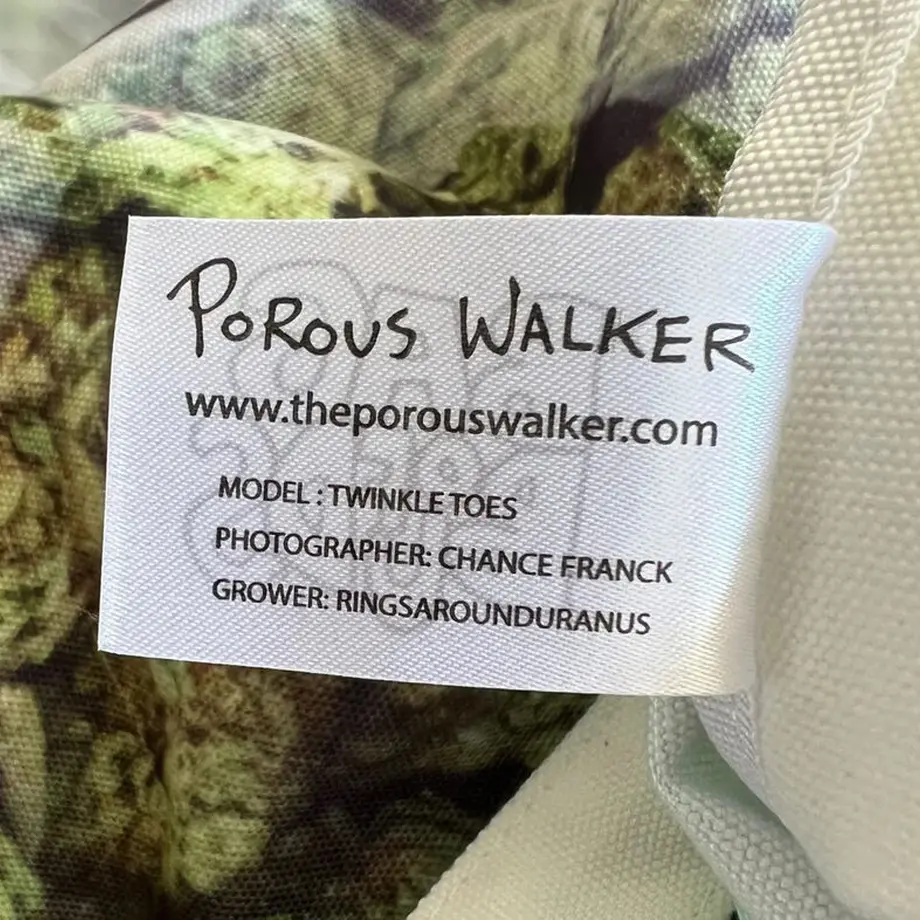 POROUS WALKER
www.theporouswalker.com
MODEL : TWINKLE TOES
PHOTOGRAPHER: CHANCE FRANCK
GROWER: RINGSAROUNDURANUS